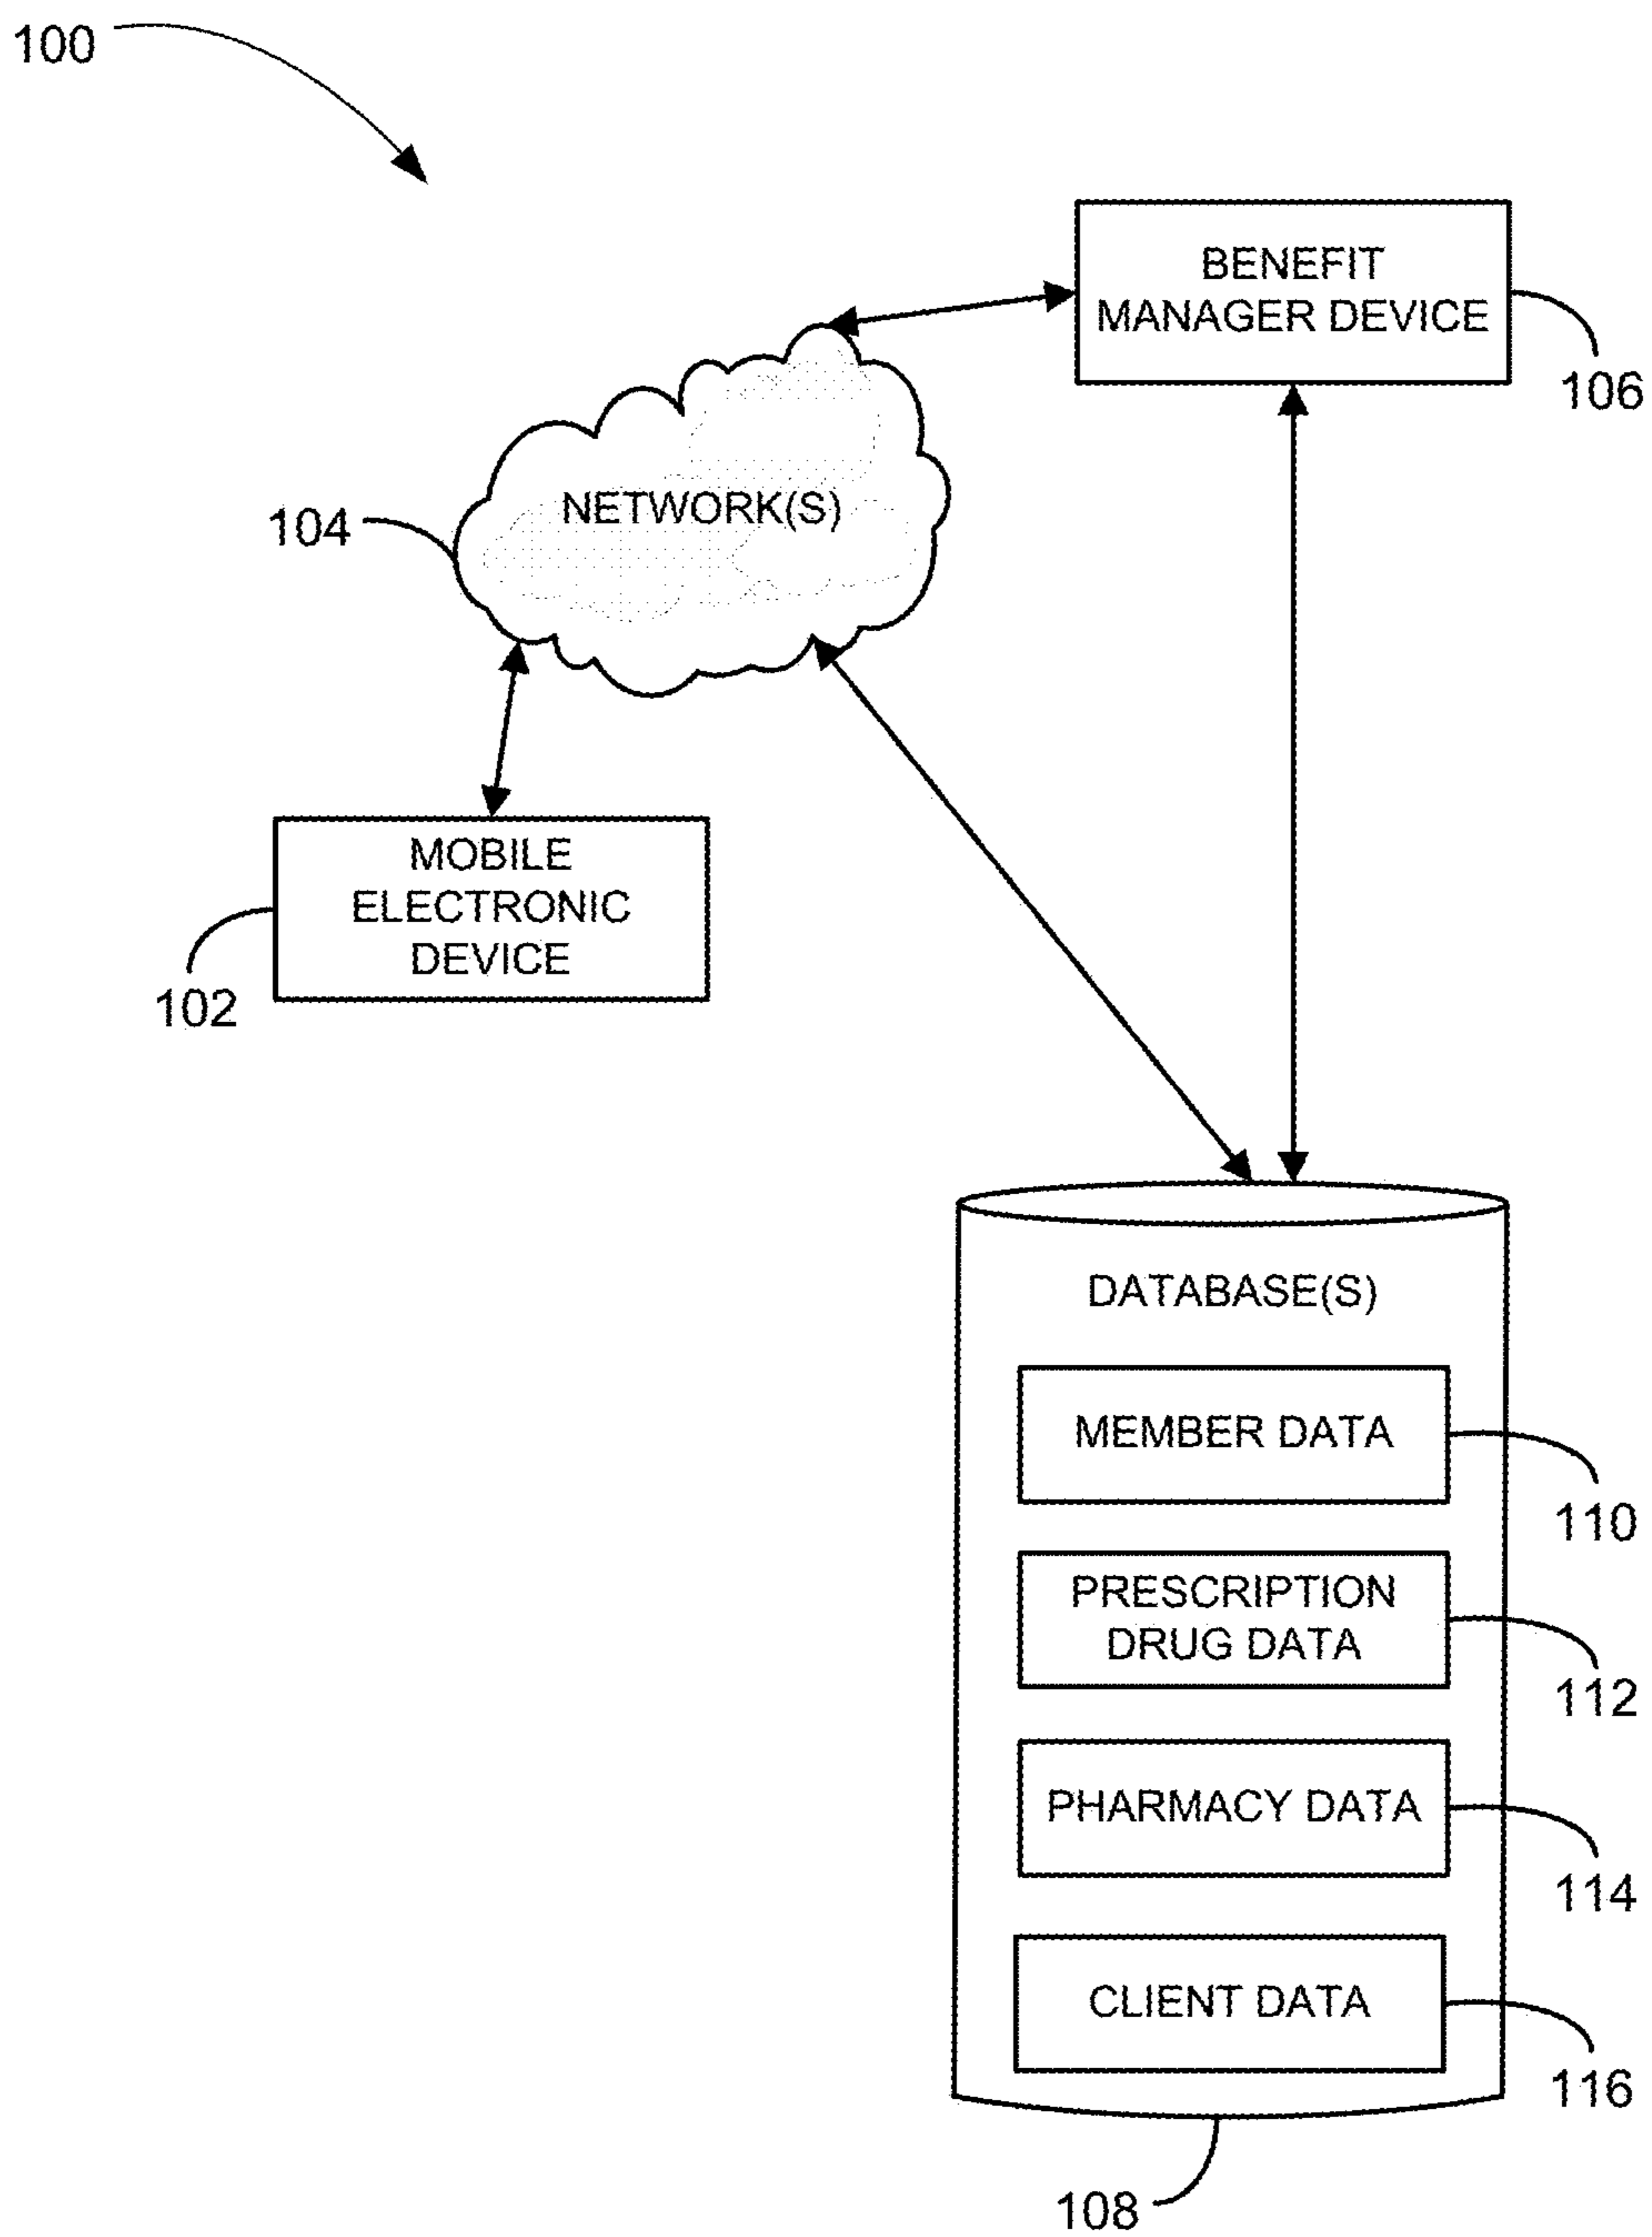 100
BENEFIT
MANAGER DEVICE
106
NETWORK(S)
104
MOBILE
ELECTRONIC
DEVICE
102
DATABASE(S)
MEMBER DATA
110
PRESCRIPTION
DRUG DATA
112
PHARMACY DATA
114
CLIENT DATA
116
108